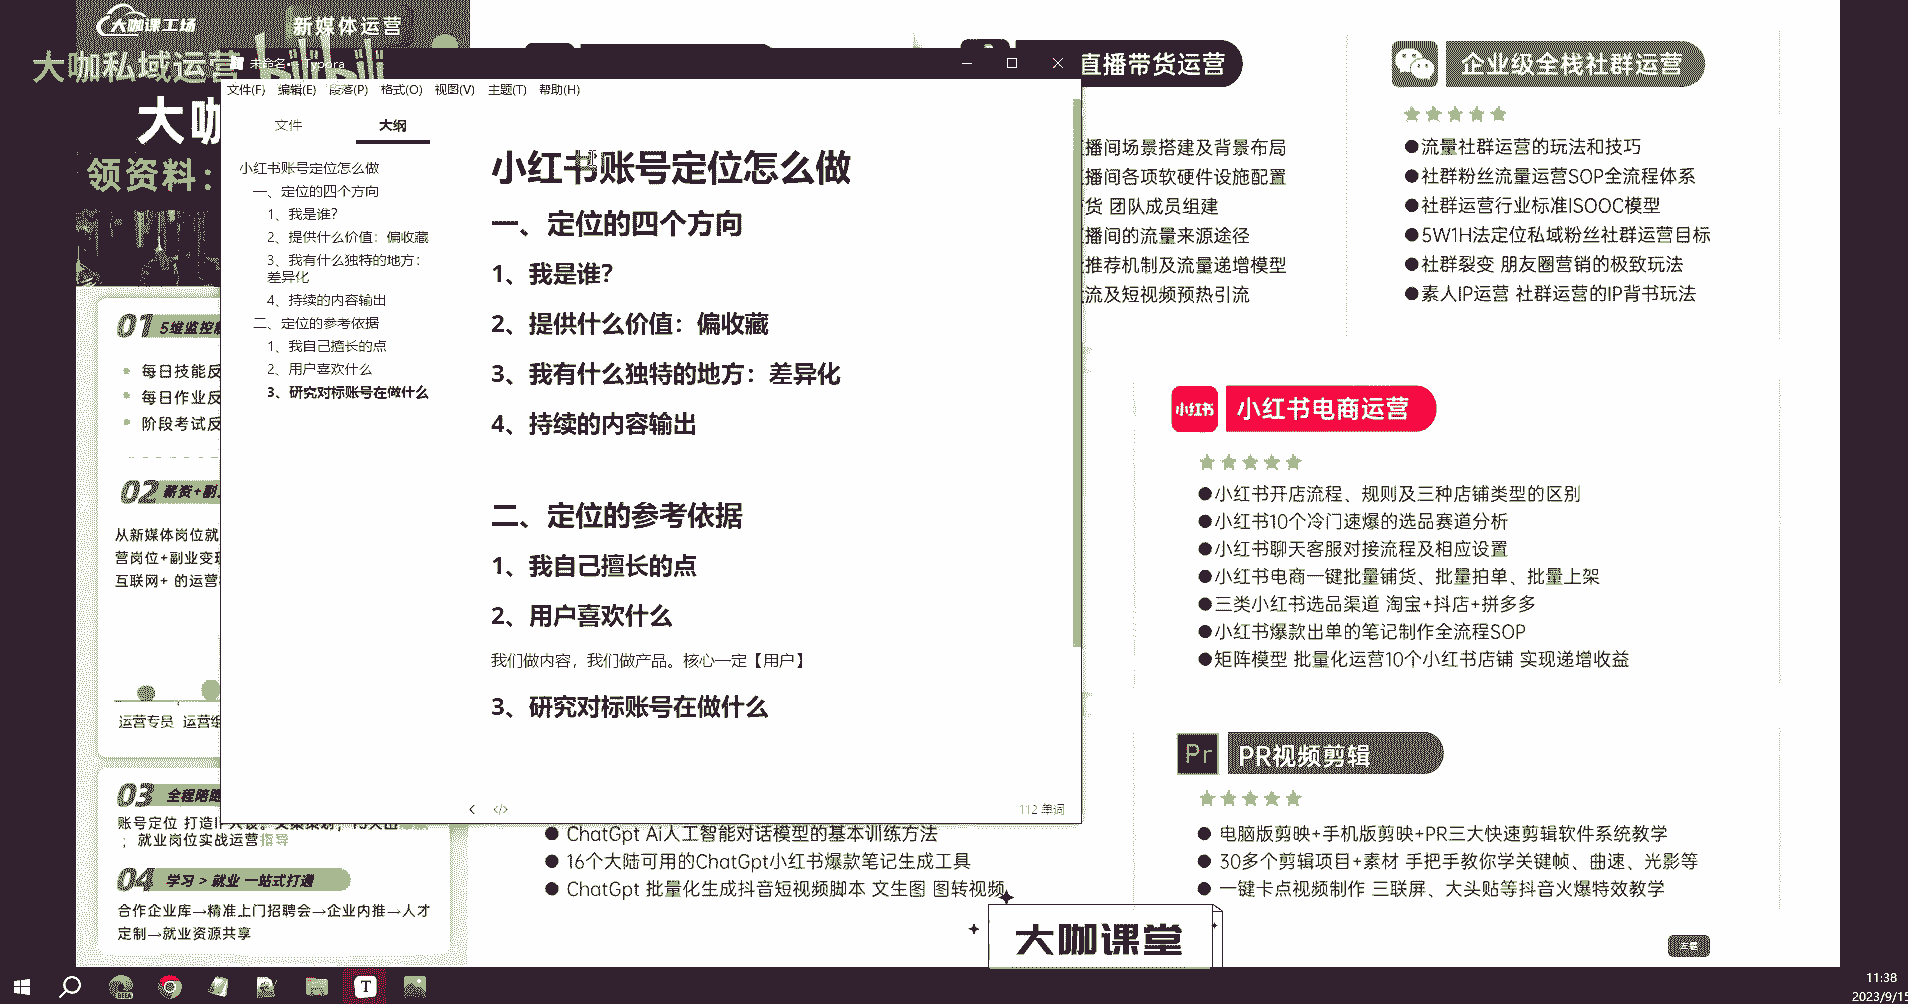 大咖课工场
新媒体运营
大咖私域运营 bilibili
大咖
领资料：
未命名 - Typora
文件(F) 编辑(E) 段落(P) 格式(O) 视图(V) 主题(T) 帮助(H)
文件 大纲
小红书账号定位怎么做
一、定位的四个方向
1、我是谁？
2、提供什么价值：偏收藏
3、我有什么独特的地方：
差异化
4、持续的内容输出
二、定位的参考依据
1、我自己擅长的点
2、用户喜欢什么
3、研究对标账号在做什么
小红书账号定位怎么做
一、定位的四个方向
1、我是谁？
2、提供什么价值：偏收藏
3、我有什么独特的地方：差异化
4、持续的内容输出
二、定位的参考依据
1、我自己擅长的点
2、用户喜欢什么
我们做内容，我们做产品。核心一定【用户】
3、研究对标账号在做什么
112 单词
01 5维监控
每日技能反
每日作业反
阶段考试反
02 薪资+副
从新媒体岗位就
营岗位+副业变现
互联网+ 的运营
运营专员 运营组
03 全程陪跑
账号定位 打造I
；就业岗位实战运营指导
04 学习 > 就业 一站式打通
合作企业库→精准上门招聘会→企业内推→人才
定制→就业资源共享
直播带货运营
播间场景搭建及背景布局
播间各项软硬件设施配置
货 团队成员组建
播间的流量来源途径
推荐机制及流量递增模型
流及短视频预热引流
企业级全栈社群运营
●流量社群运营的玩法和技巧
●社群粉丝流量运营SOP全流程体系
●社群运营行业标准ISOOC模型
●5W1H法定位私域粉丝社群运营目标
●社群裂变 朋友圈营销的极致玩法
●素人IP运营 社群运营的IP背书玩法
小红书 小红书电商运营
●小红书开店流程、规则及三种店铺类型的区别
●小红书10个冷门速爆的选品赛道分析
●小红书聊天客服对接流程及相应设置
●小红书电商一键批量铺货、批量拍单、批量上架
●三类小红书选品渠道 淘宝+抖店+拼多多
●小红书爆款出单的笔记制作全流程SOP
●矩阵模型 批量化运营10个小红书店铺 实现递增收益
Pr PR视频剪辑
● 电脑版剪映+手机版剪映+PR三大快速剪辑软件系统教学
● 30多个剪辑项目+素材 手把手教你学关键帧、曲速、光影等
● 一键卡点视频制作 三联屏、大头贴等抖音火爆特效教学
● ChatGpt Ai人工智能对话模型的基本训练方法
● 16个大陆可用的ChatGpt小红书爆款笔记生成工具
● ChatGpt 批量化生成抖音短视频脚本 文生图 图转视频
大咖课堂
11:38
2023/9/15